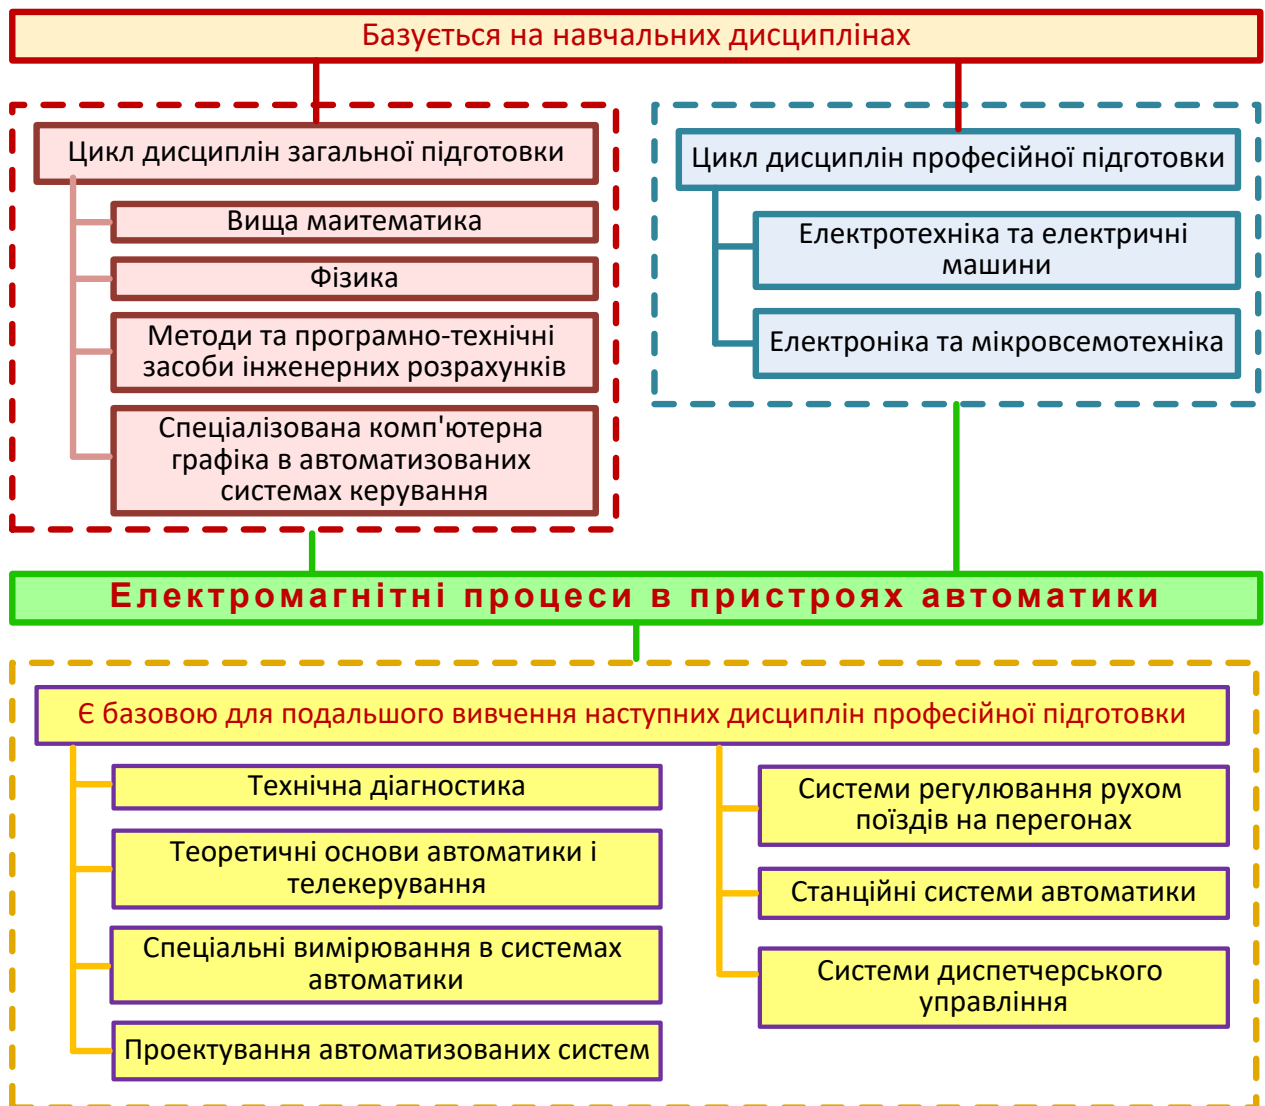 Базується на навчальних дисциплінах
Цикл дисциплін загальної підготовки
Вища маитематика
Фізика
Методи та програмно-технічні
засоби інженерних розрахунків
Спеціалізована комп'ютерна
графіка в автоматизованих
системах керування
Цикл дисциплін професійної підготовки
Електротехніка та електричні
машини
Електроніка та мікровсемотехніка
Електромагнітні процеси в пристроях автоматики
Є базовою для подальшого вивчення наступних дисциплін професійної підготовки
Технічна діагностика
Теоретичні основи автоматики і
телекерування
Спеціальні вимірювання в системах
автоматики
Проектування автоматизованих систем
Системи регулювання рухом
поїздів на перегонах
Станційні системи автоматики
Системи диспетчерського
управління